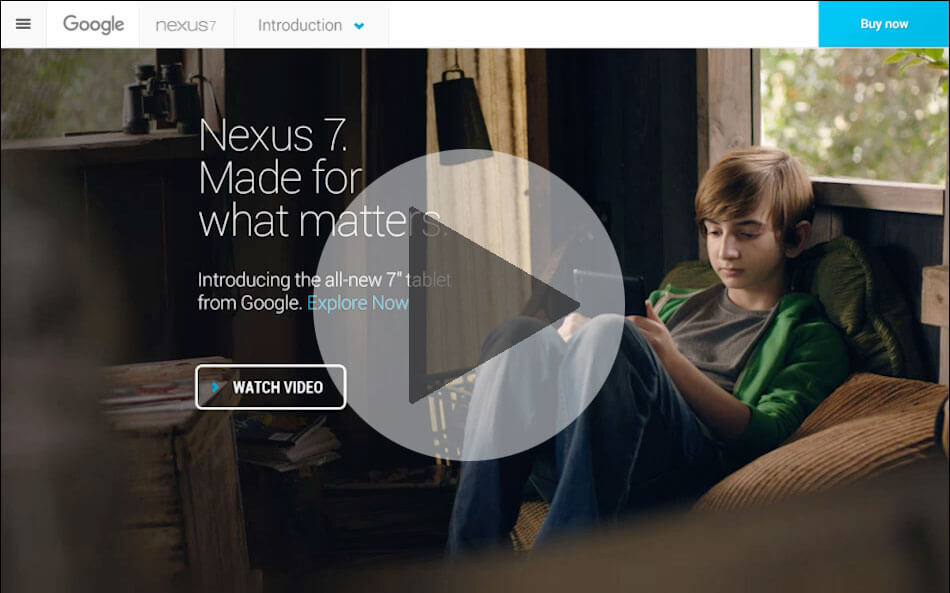 Google
nexus7
Introduction
Buy now
Nexus 7.
Made for
what matters.
Introducing the all-new 7" tablet
from Google. Explore Now
WATCH VIDEO